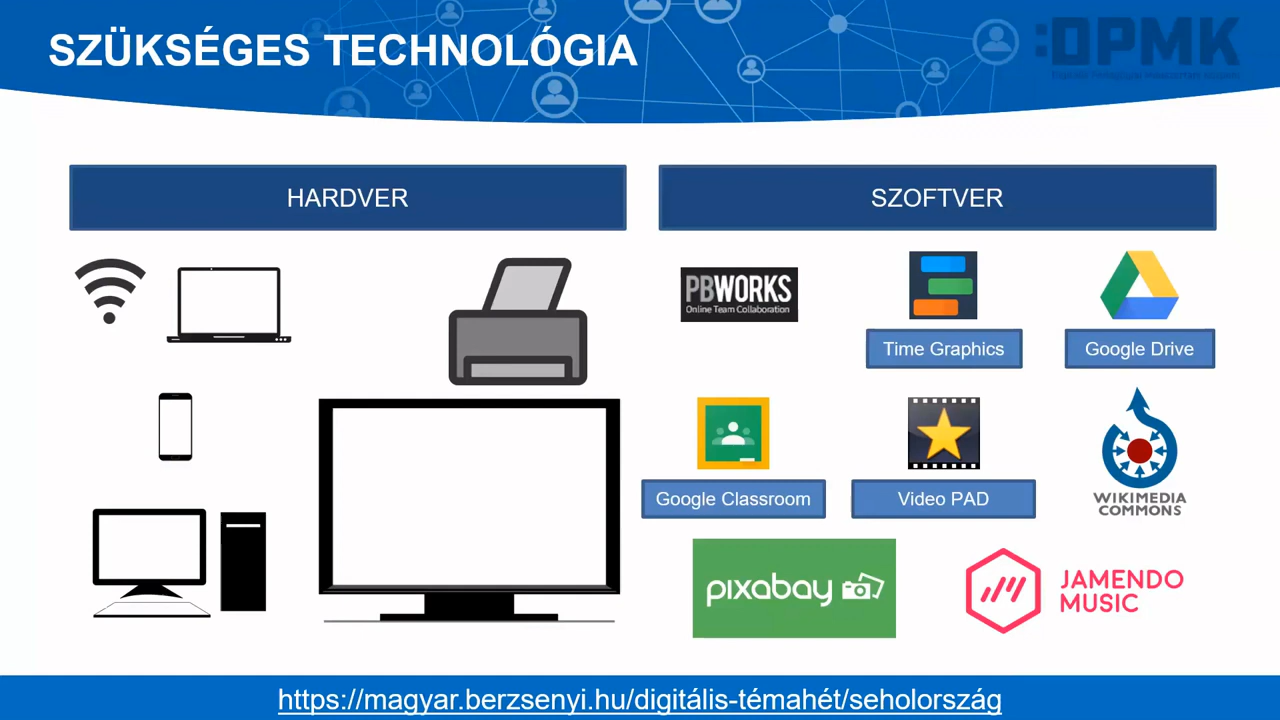 SZÜKSÉGES TECHNOLÓGIA
:DPMK
HARDVER
SZOFTVER
PBWORKS
Online Team Collaboration
Time Graphics
Google Drive
Google Classroom
Video PAD
WIKIMEDIA
COMMONS
pixabay
JAMENDO
MUSIC
https://magyar.berzsenyi.hu/digitális-témahét/seholország